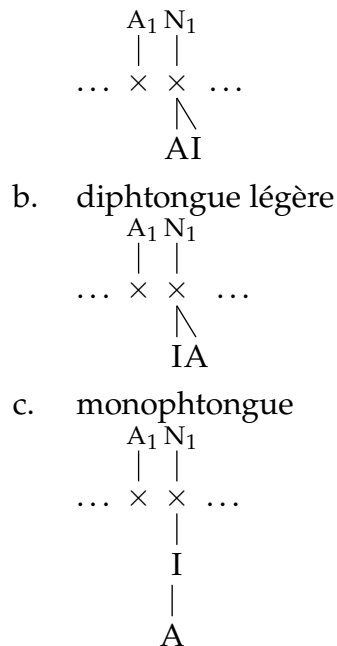 A₁ N₁
… × × …
AI
b. diphtongue légère
A₁ N₁
… × × …
IA
c. monophtongue
A₁ N₁
… × × …
I
A